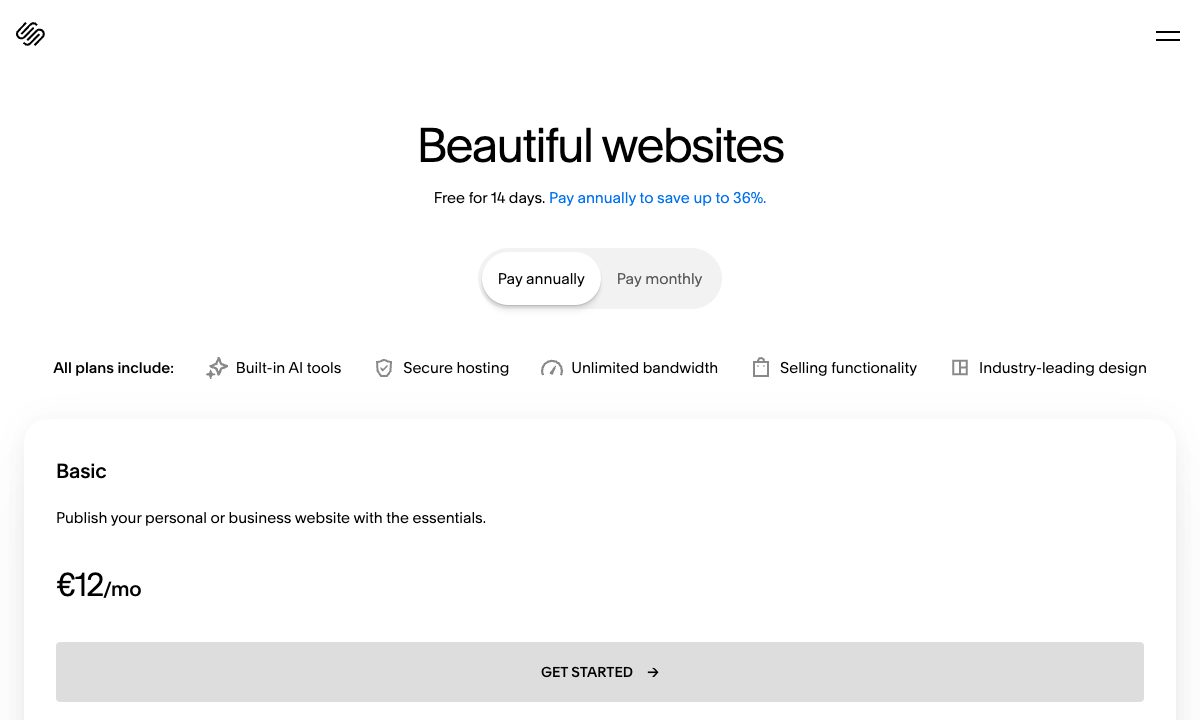 Beautiful websites
Free for 14 days. Pay annually to save up to 36%.
Pay annually
Pay monthly
All plans include:
Built-in AI tools
Secure hosting
Unlimited bandwidth
Selling functionality
Industry-leading design
Basic
Publish your personal or business website with the essentials.
€12/mo
GET STARTED →